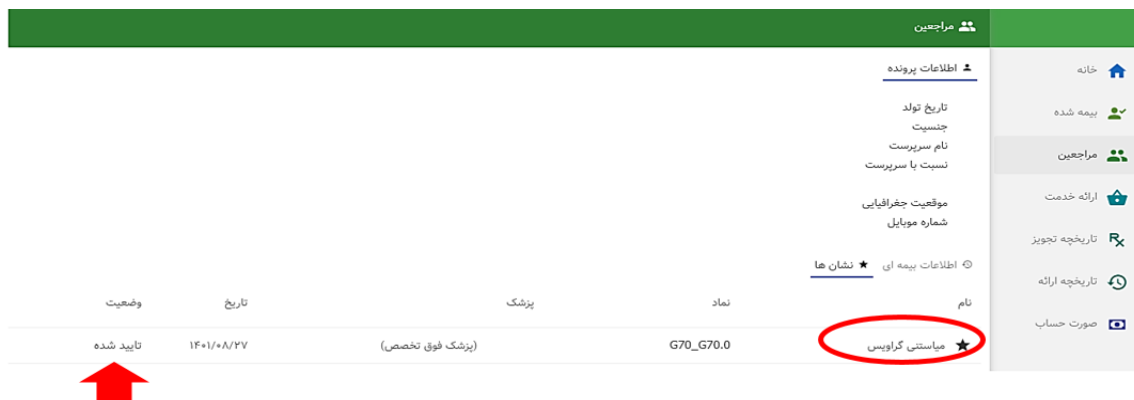 مراجعین
خانه
بیمه شده
مراجعین
ارائه خدمت
تاریخچه تجویز
تاریخچه ارائه
صورت حساب
اطلاعات پرونده
تاریخ تولد
جنسیت
نام سرپرست
نسبت با سرپرست
موقعیت جغرافیایی
شماره موبایل
اطلاعات بیمه ای نشان ها
نام نماد پزشک تاریخ وضعیت
میاستنی گراویس G70_G70.0 (پزشک فوق تخصص) ۱۴۰۱/۰۸/۲۷ تایید شده